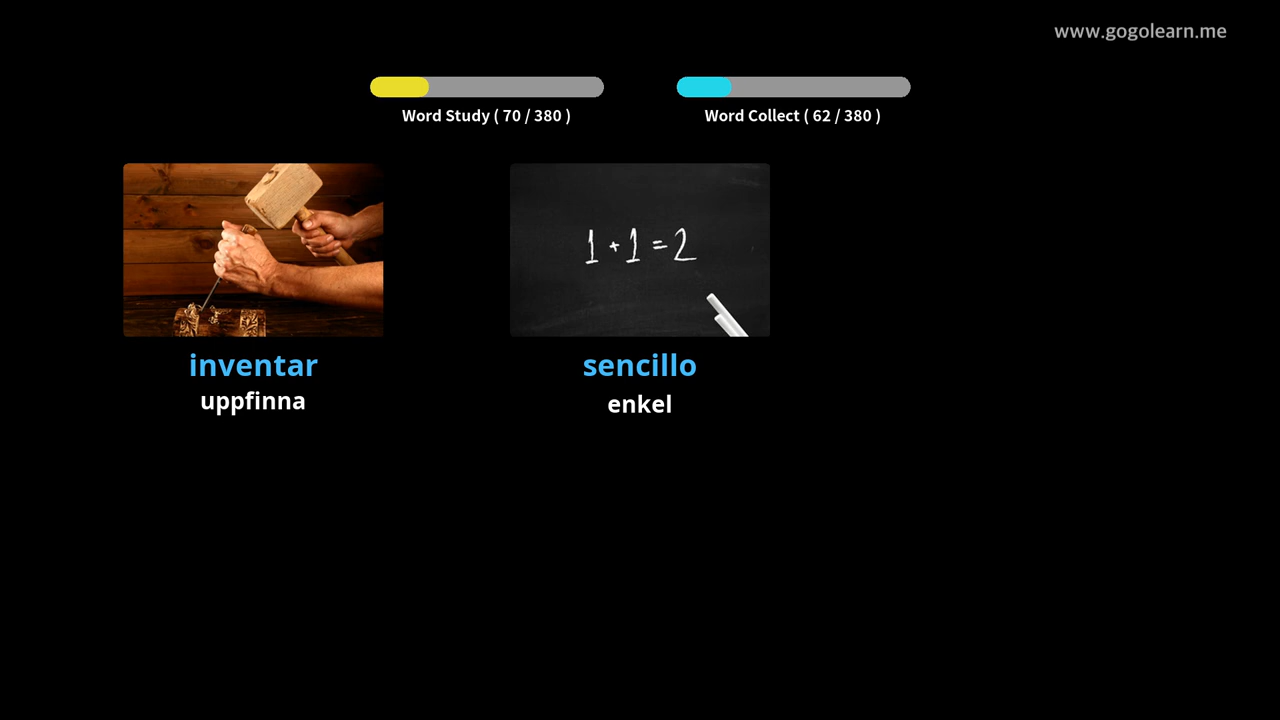 www.gogolearn.me
Word Study ( 70 / 380 )
Word Collect ( 62 / 380 )
1 + 1 = 2
inventar
uppfinna
sencillo
enkel